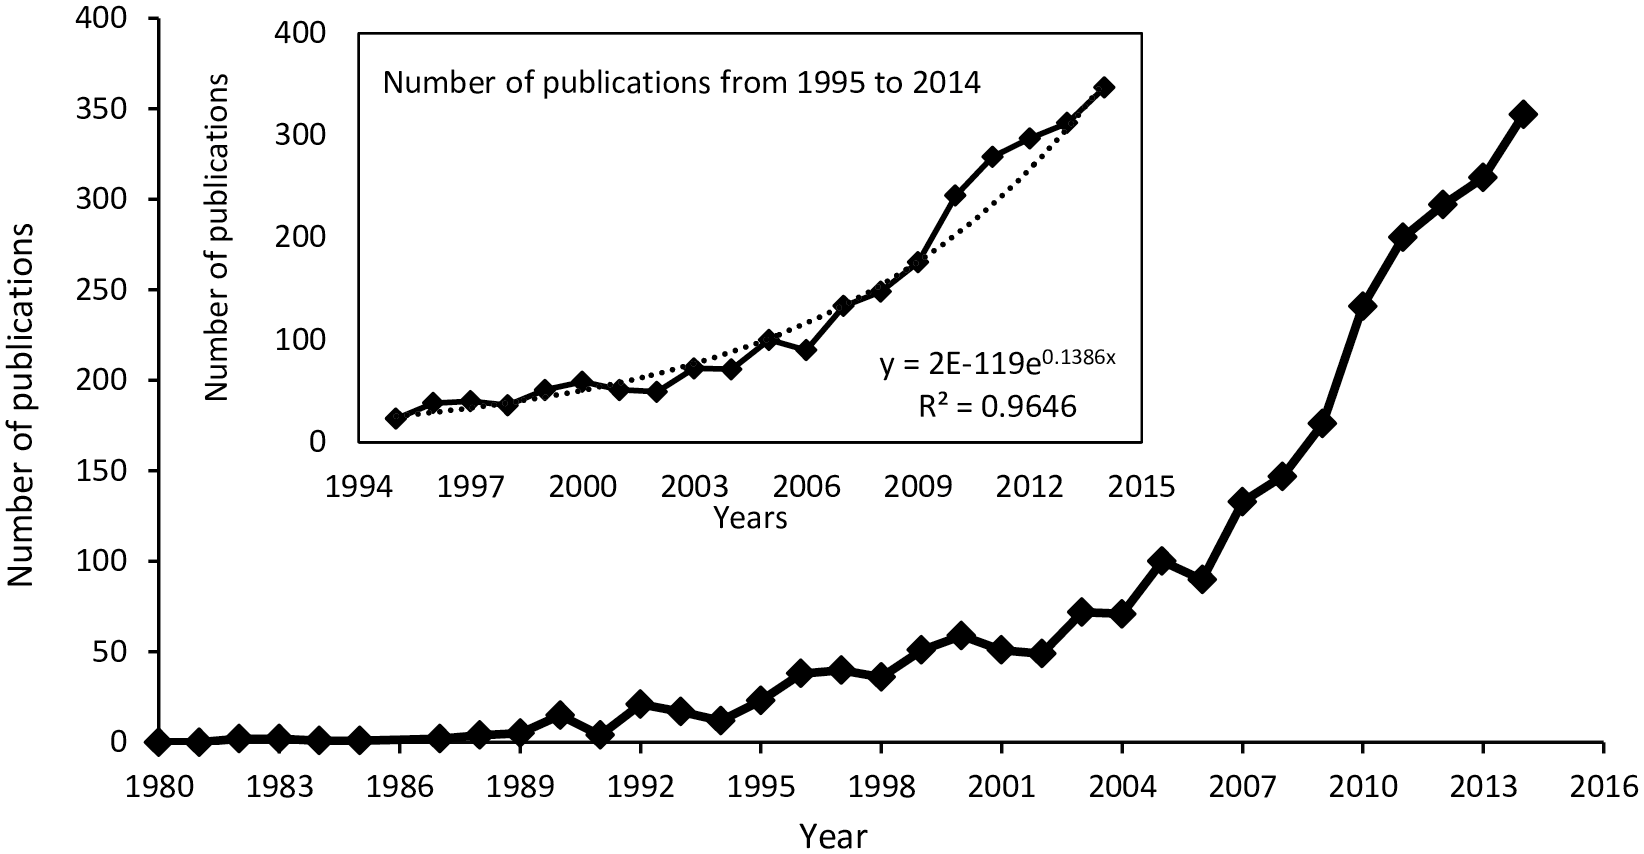 400
350
300
250
200
150
100
50
0
Number of publications
400
300
200
100
0
Number of publications
Number of publications from 1995 to 2014
y = 2E-119e^0.1386x
R² = 0.9646
1994 1997 2000 2003 2006 2009 2012 2015
Years
1980 1983 1986 1989 1992 1995 1998 2001 2004 2007 2010 2013 2016
Year